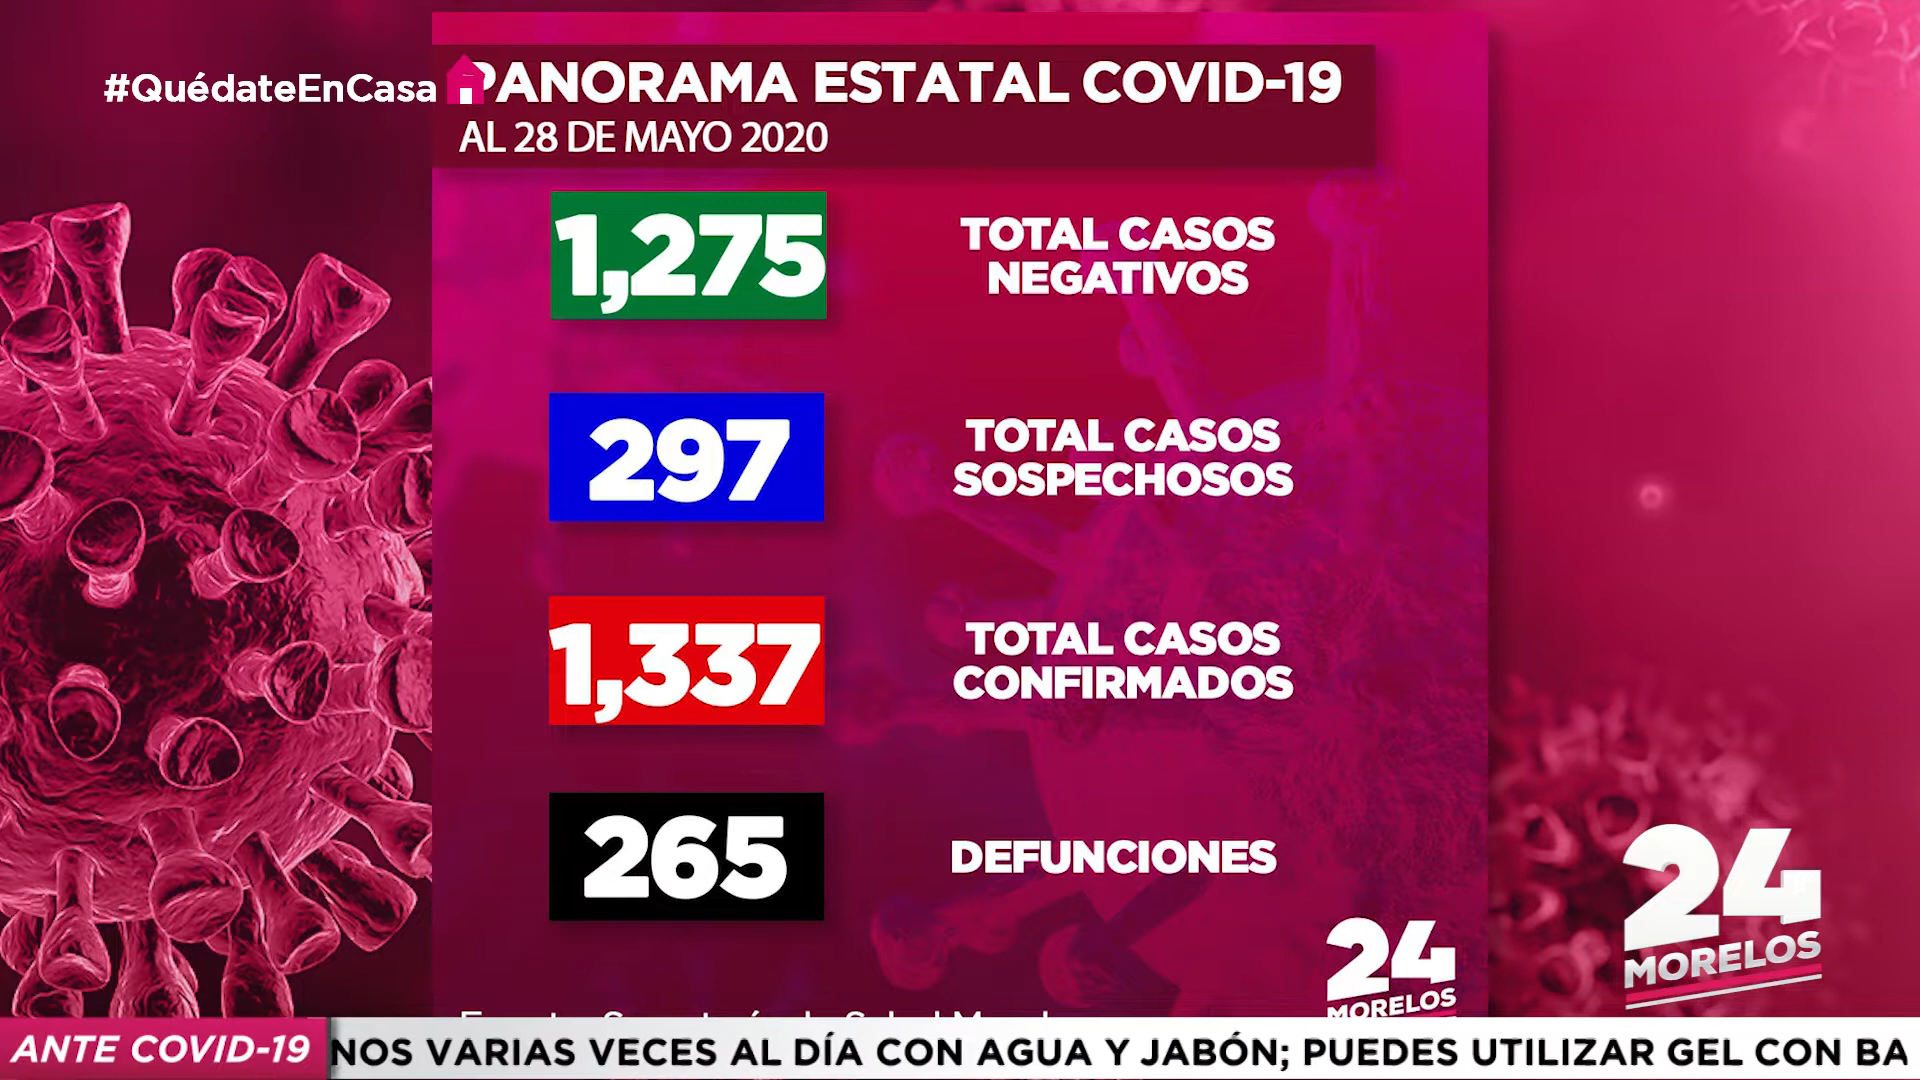 #QuédateEnCasa
PANORAMA ESTATAL COVID-19
AL 28 DE MAYO 2020
1,275
TOTAL CASOS
NEGATIVOS
297
TOTAL CASOS
SOSPECHOSOS
1,337
TOTAL CASOS
CONFIRMADOS
265
DEFUNCIONES
24
MORELOS
24
MORELOS
ANTE COVID-19
NOS VARIAS VECES AL DÍA CON AGUA Y JABÓN; PUEDES UTILIZAR GEL CON BA